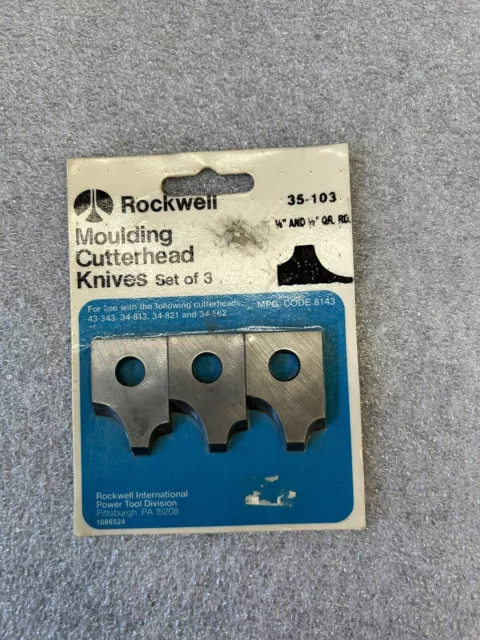 Rockwell
35-103
¼" AND ½" QR. RD.
Moulding
Cutterhead
Knives Set of 3
For use with the following cutterheads:
43-343, 34-813, 34-821 and 34-562
MFG. CODE 8143
Rockwell International
Power Tool Division
Pittsburgh, PA 15208
1086524